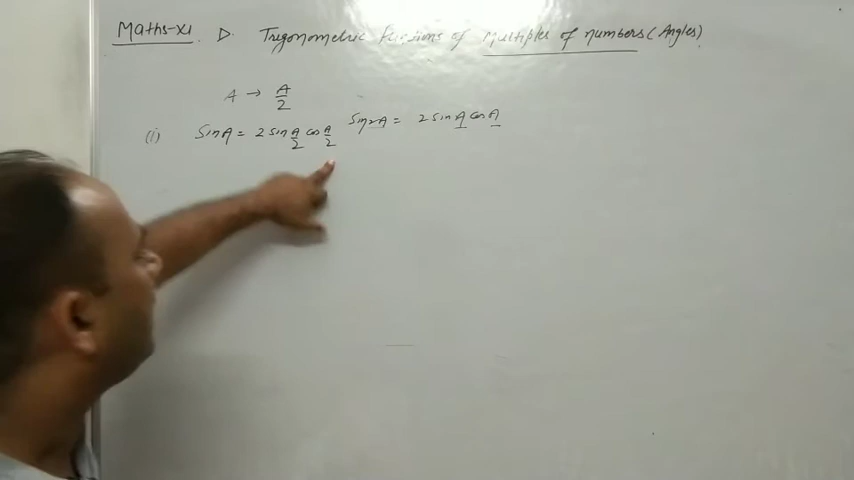 Maths-XI D Trigonometric functions of Multiples of numbers (Angles)
A → A/2
(i) SinA = 2 sin A/2 cos A/2 Sin2A = 2 sin A cos A